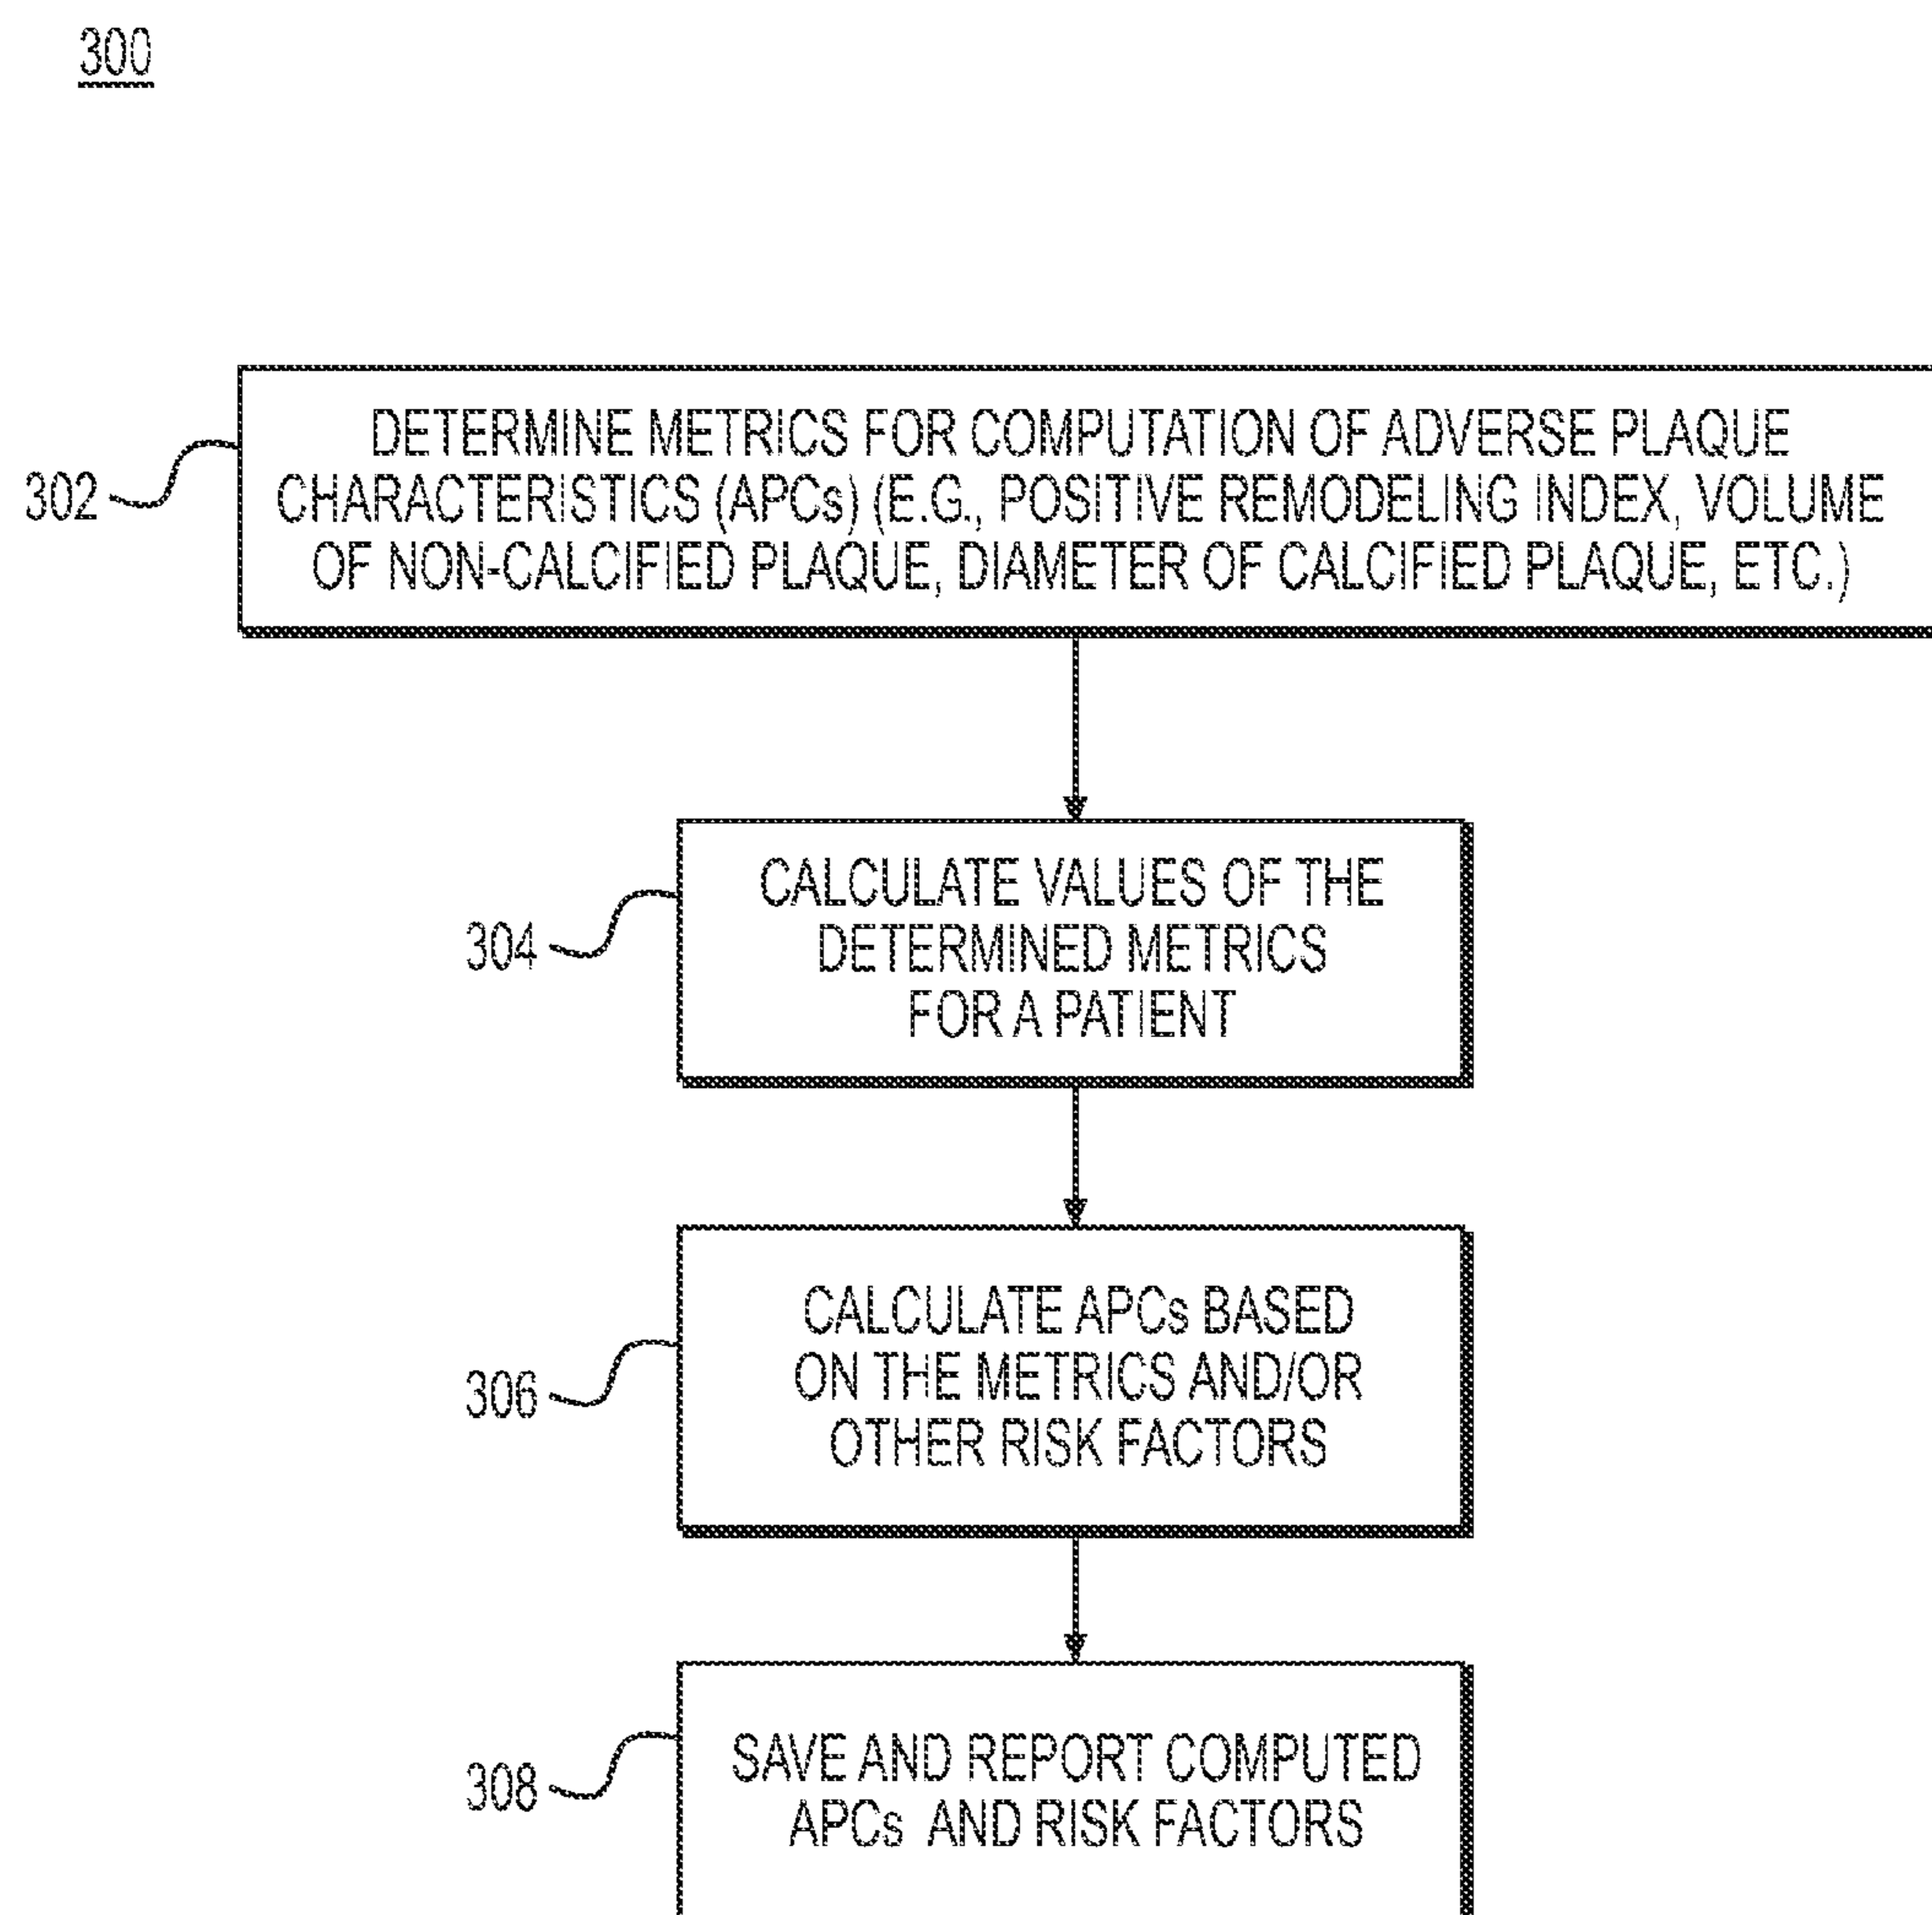 300
302
DETERMINE METRICS FOR COMPUTATION OF ADVERSE PLAQUE
CHARACTERISTICS (APCs) (E.G., POSITIVE REMODELING INDEX, VOLUME
OF NON-CALCIFIED PLAQUE, DIAMETER OF CALCIFIED PLAQUE, ETC.)
304
CALCULATE VALUES OF THE
DETERMINED METRICS
FOR A PATIENT
306
CALCULATE APCs BASED
ON THE METRICS AND/OR
OTHER RISK FACTORS
308
SAVE AND REPORT COMPUTED
APCs AND RISK FACTORS